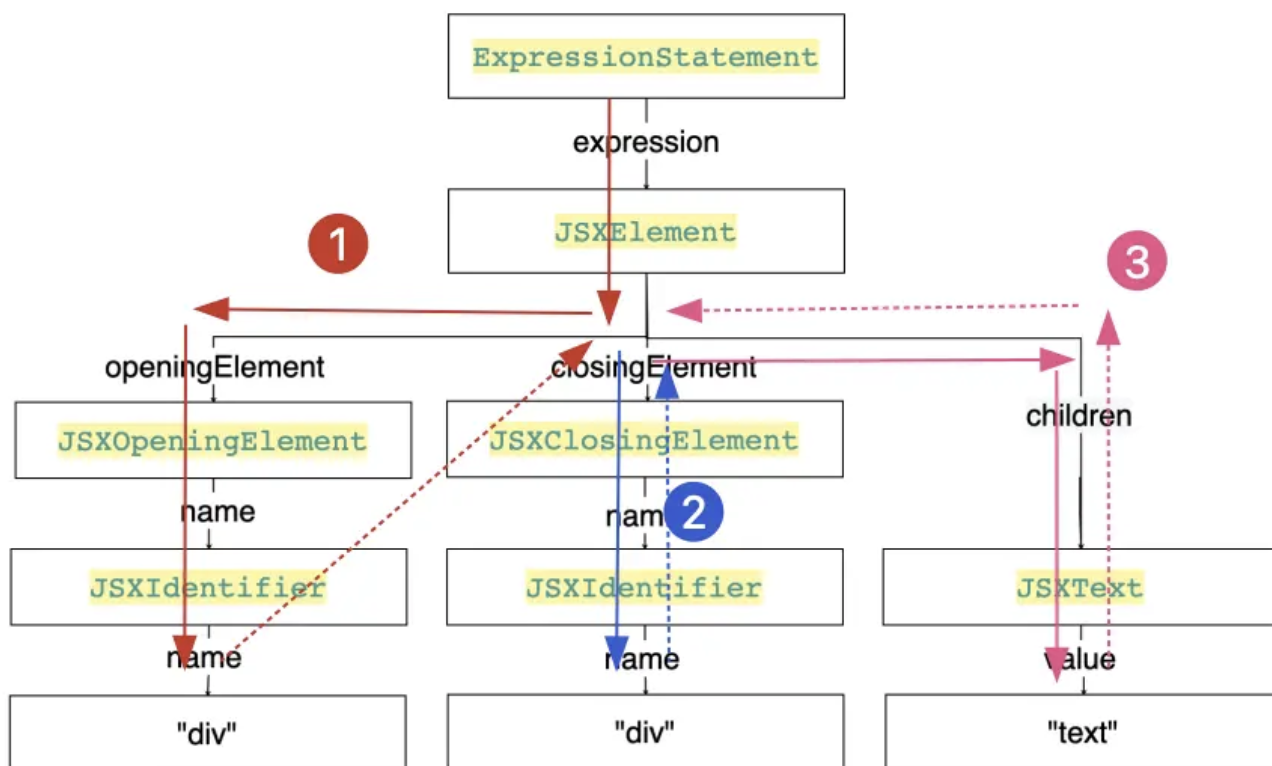 ExpressionStatement
expression
JSXElement
1
3
openingElement
closingElement
children
JSXOpeningElement
JSXClosingElement
name
name
2
JSXIdentifier
JSXIdentifier
JSXText
name
name
value
"div"
"div"
"text"